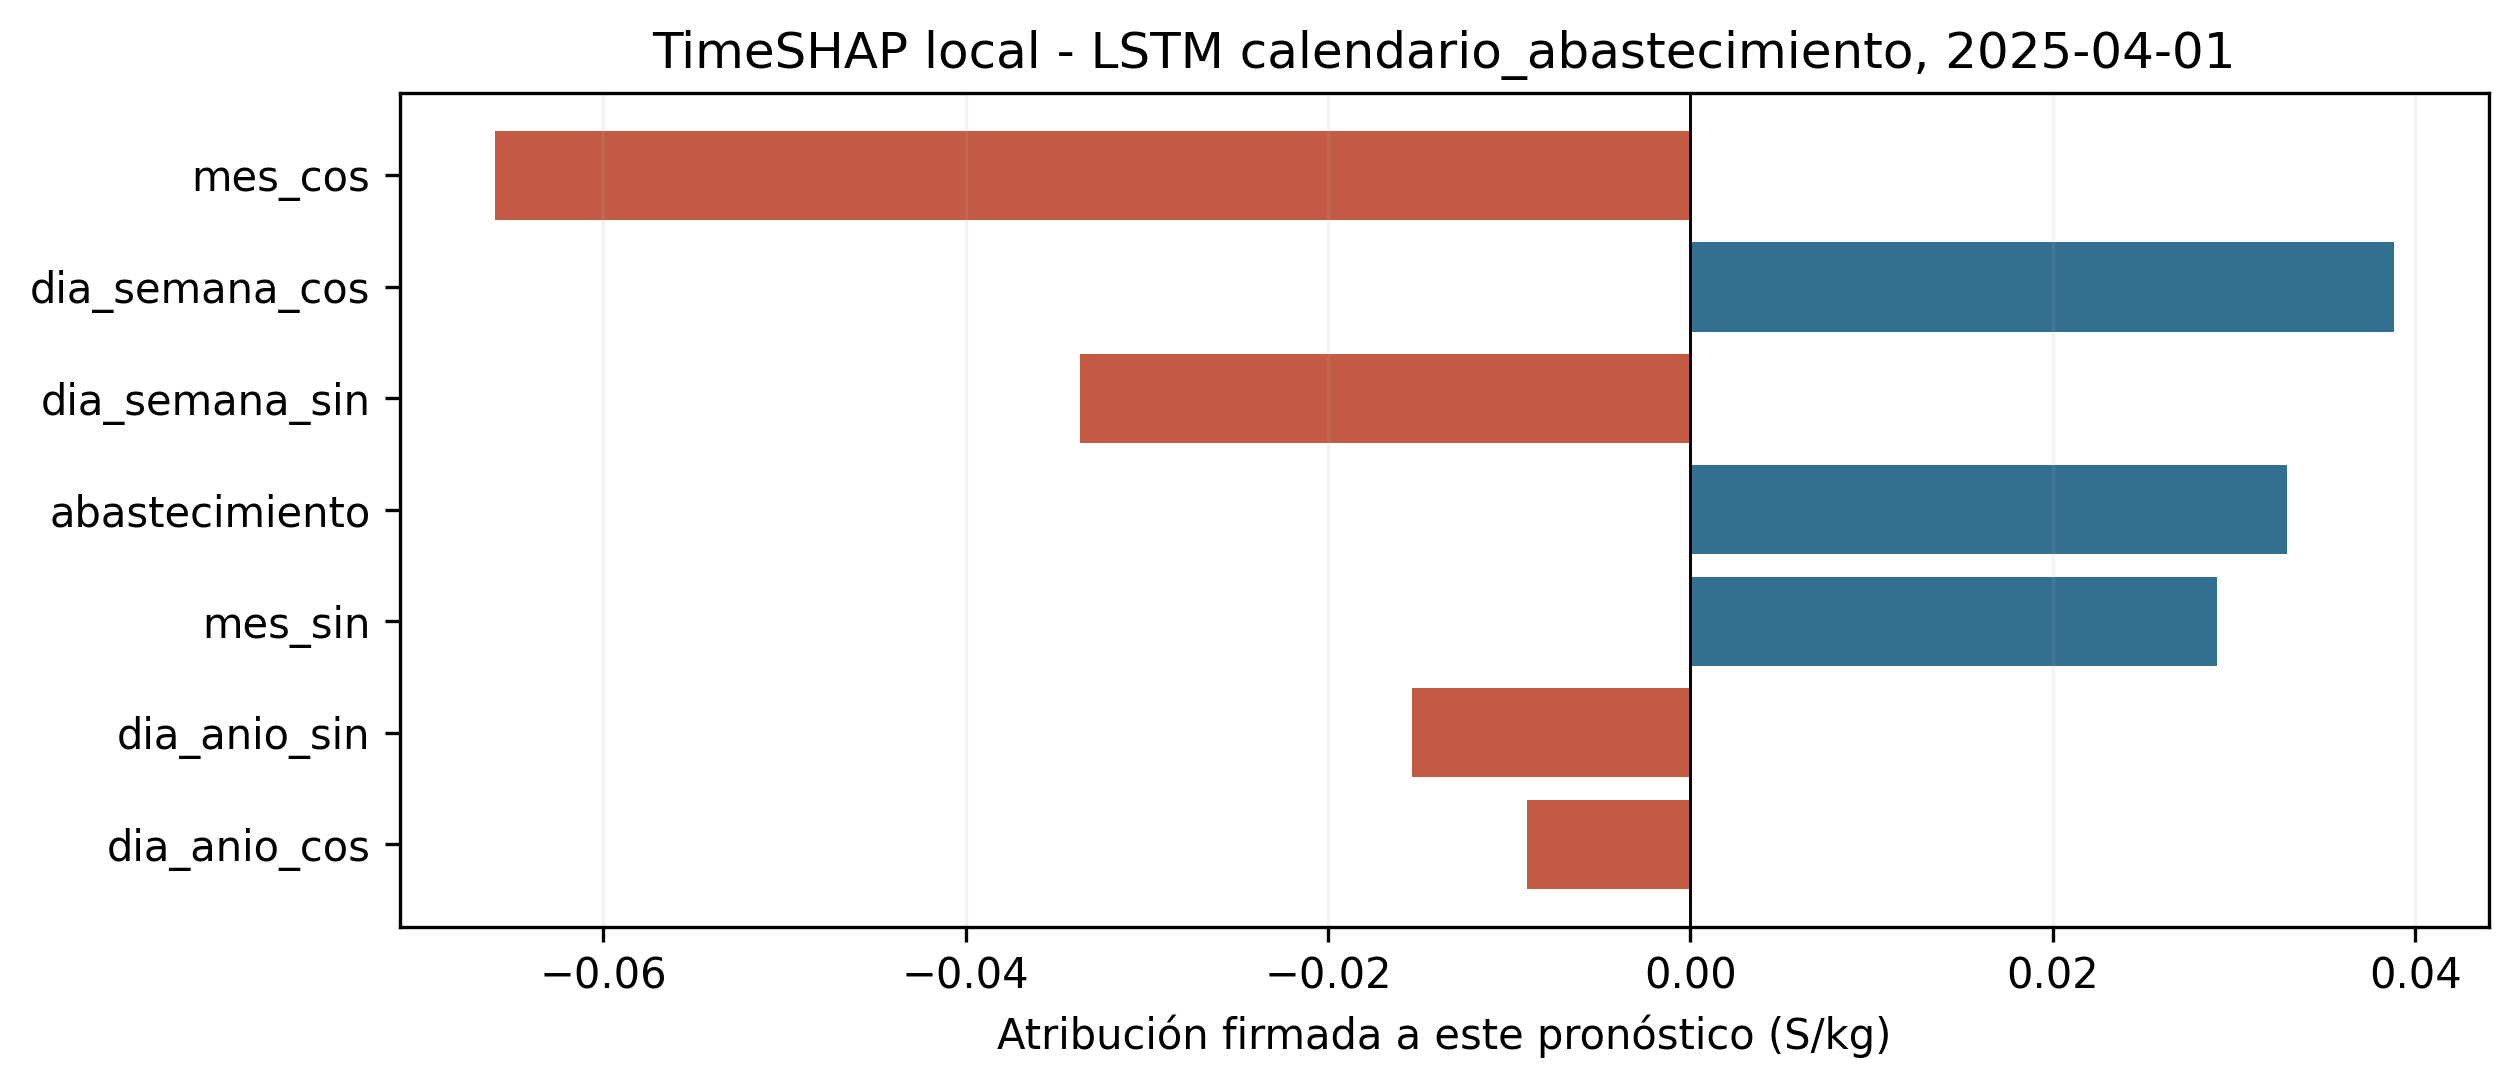 TimeSHAP local - LSTM calendario_abastecimiento, 2025-04-01
mes_cos
dia_semana_cos
dia_semana_sin
abastecimiento
mes_sin
dia_anio_sin
dia_anio_cos
−0.06 −0.04 −0.02 0.00 0.02 0.04
Atribución firmada a este pronóstico (S/kg)